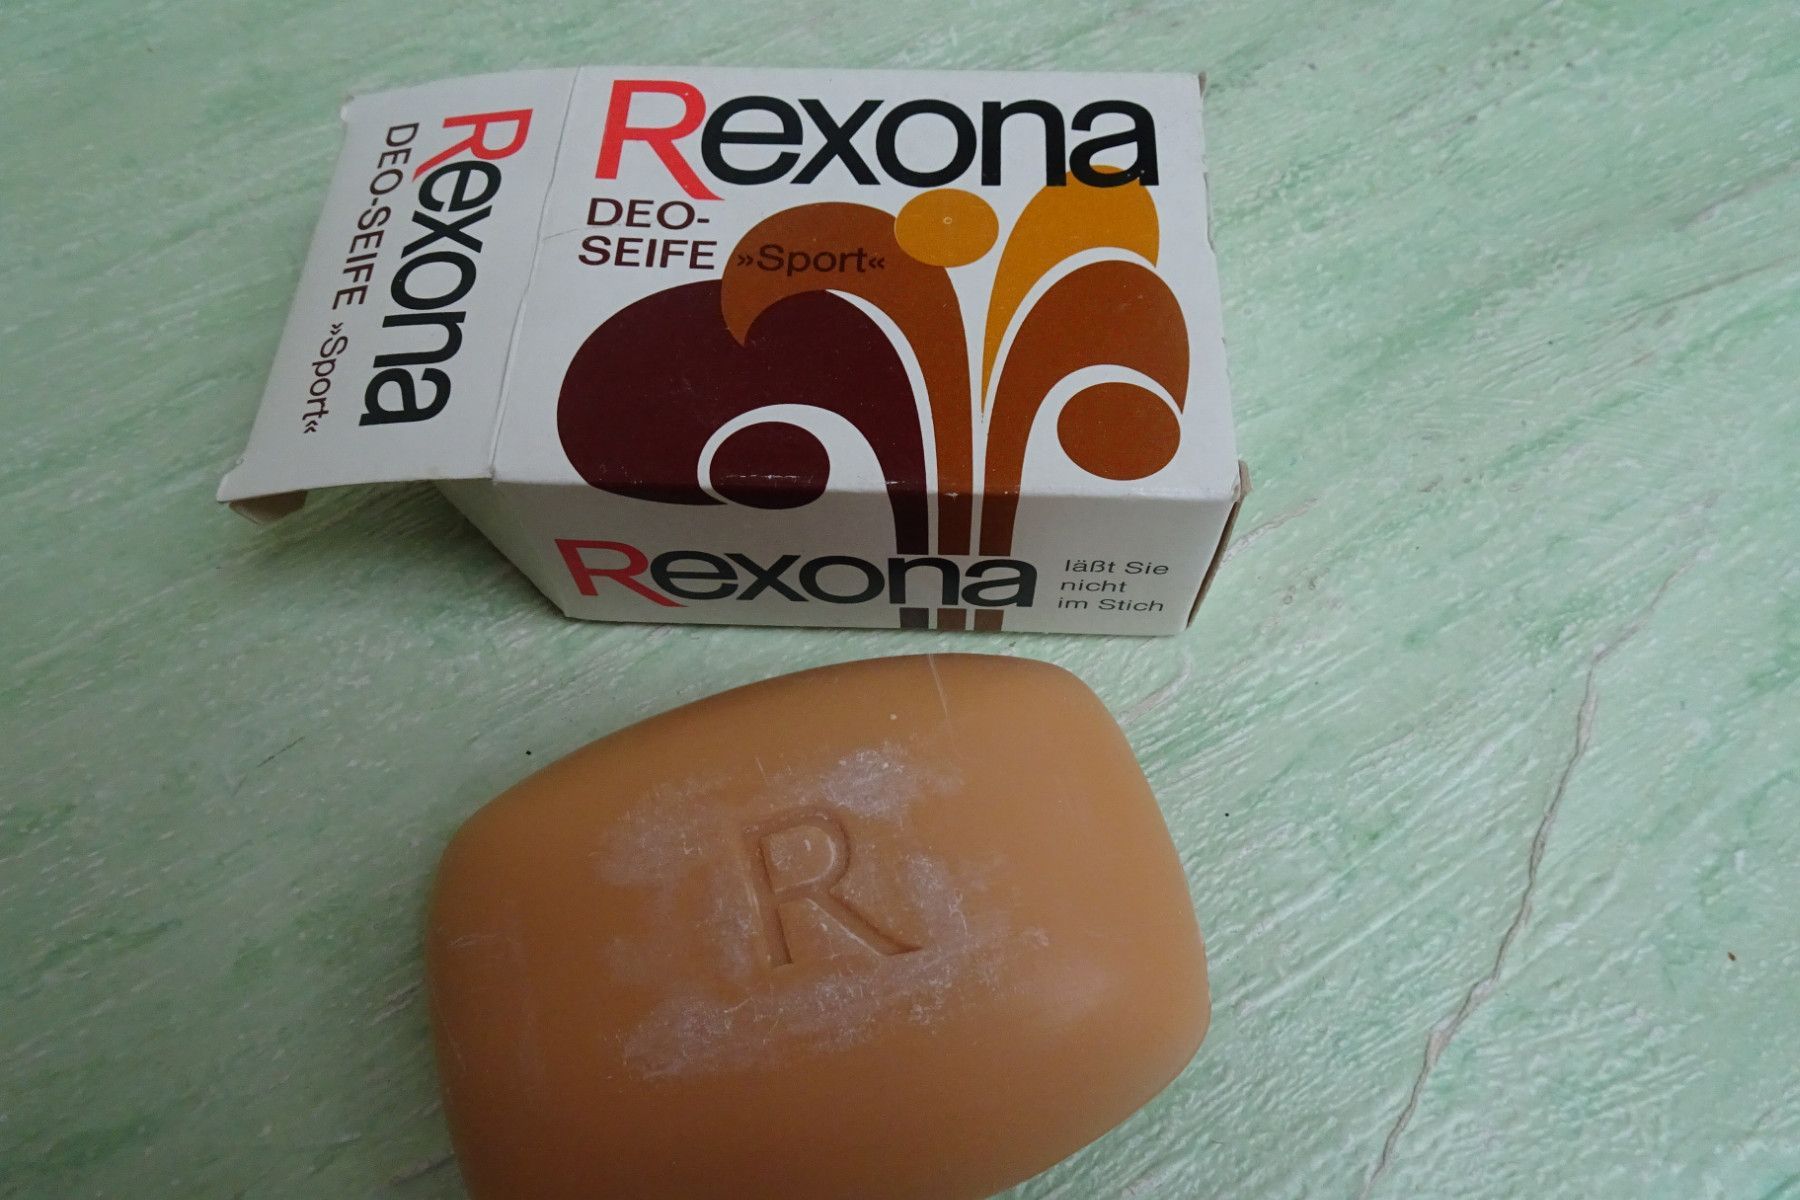 Rexona
DEO-SEIFE »Sport«
Rexona
DEO-
SEIFE »Sport«
Rexona
läßt Sie
nicht
im Stich
R